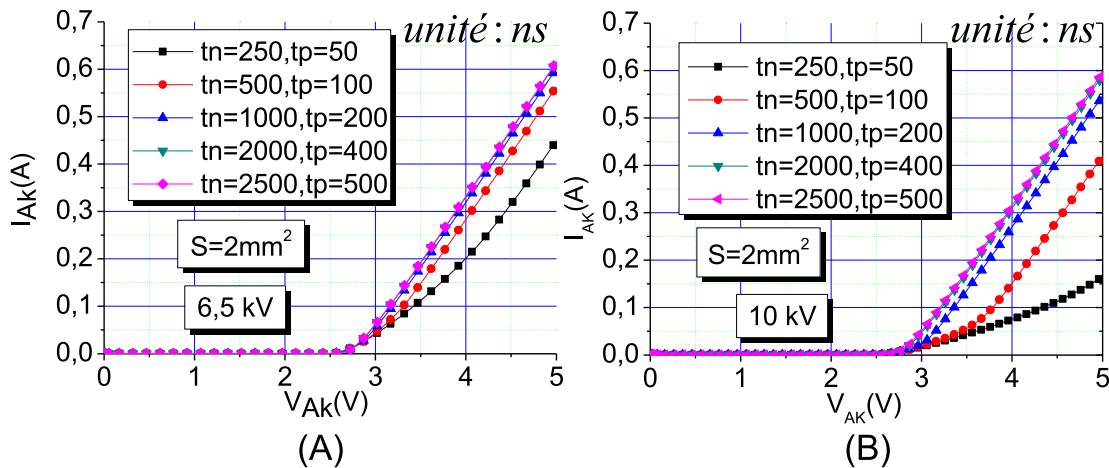 unité : ns
0,7
0,6
0,5
0,4
0,3
0,2
0,1
0,0
I_Ak(A)
tn=250,tp=50
tn=500,tp=100
tn=1000,tp=200
tn=2000,tp=400
tn=2500,tp=500
S=2mm²
6,5 kV
0 1 2 3 4 5
V_Ak(V)
(A)
unité : ns
0,7
0,6
0,5
0,4
0,3
0,2
0,1
0,0
I_AK(A)
tn=250,tp=50
tn=500,tp=100
tn=1000,tp=200
tn=2000,tp=400
tn=2500,tp=500
S=2mm²
10 kV
0 1 2 3 4 5
V_AK(V)
(B)